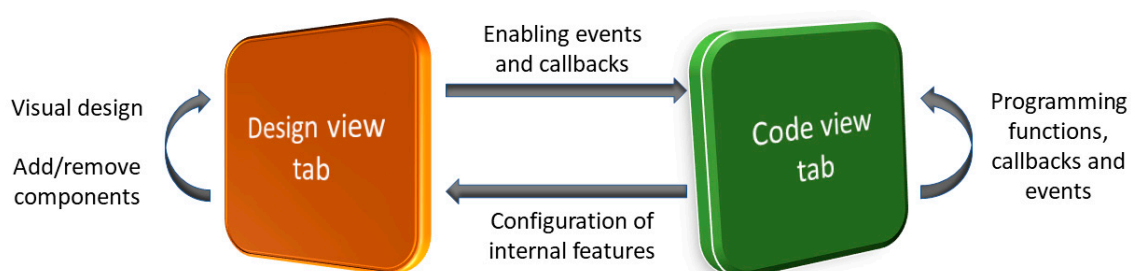 Visual design
Add/remove
components
Design view
tab
Enabling events
and callbacks
Configuration of
internal features
Code view
tab
Programming
functions,
callbacks and
events